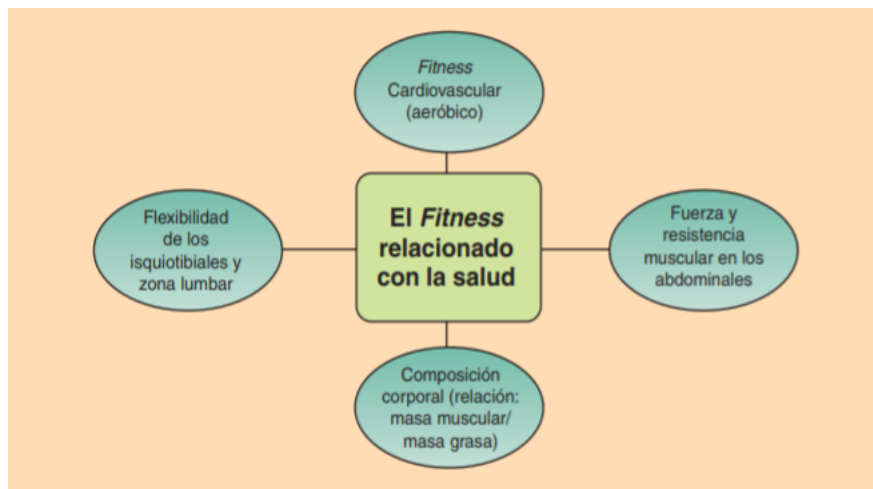 Fitness
Cardiovascular
(aeróbico)
Flexibilidad
de los
isquiotibiales y
zona lumbar
El Fitness
relacionado
con la salud
Fuerza y
resistencia
muscular en los
abdominales
Composición
corporal (relación:
masa muscular/
masa grasa)